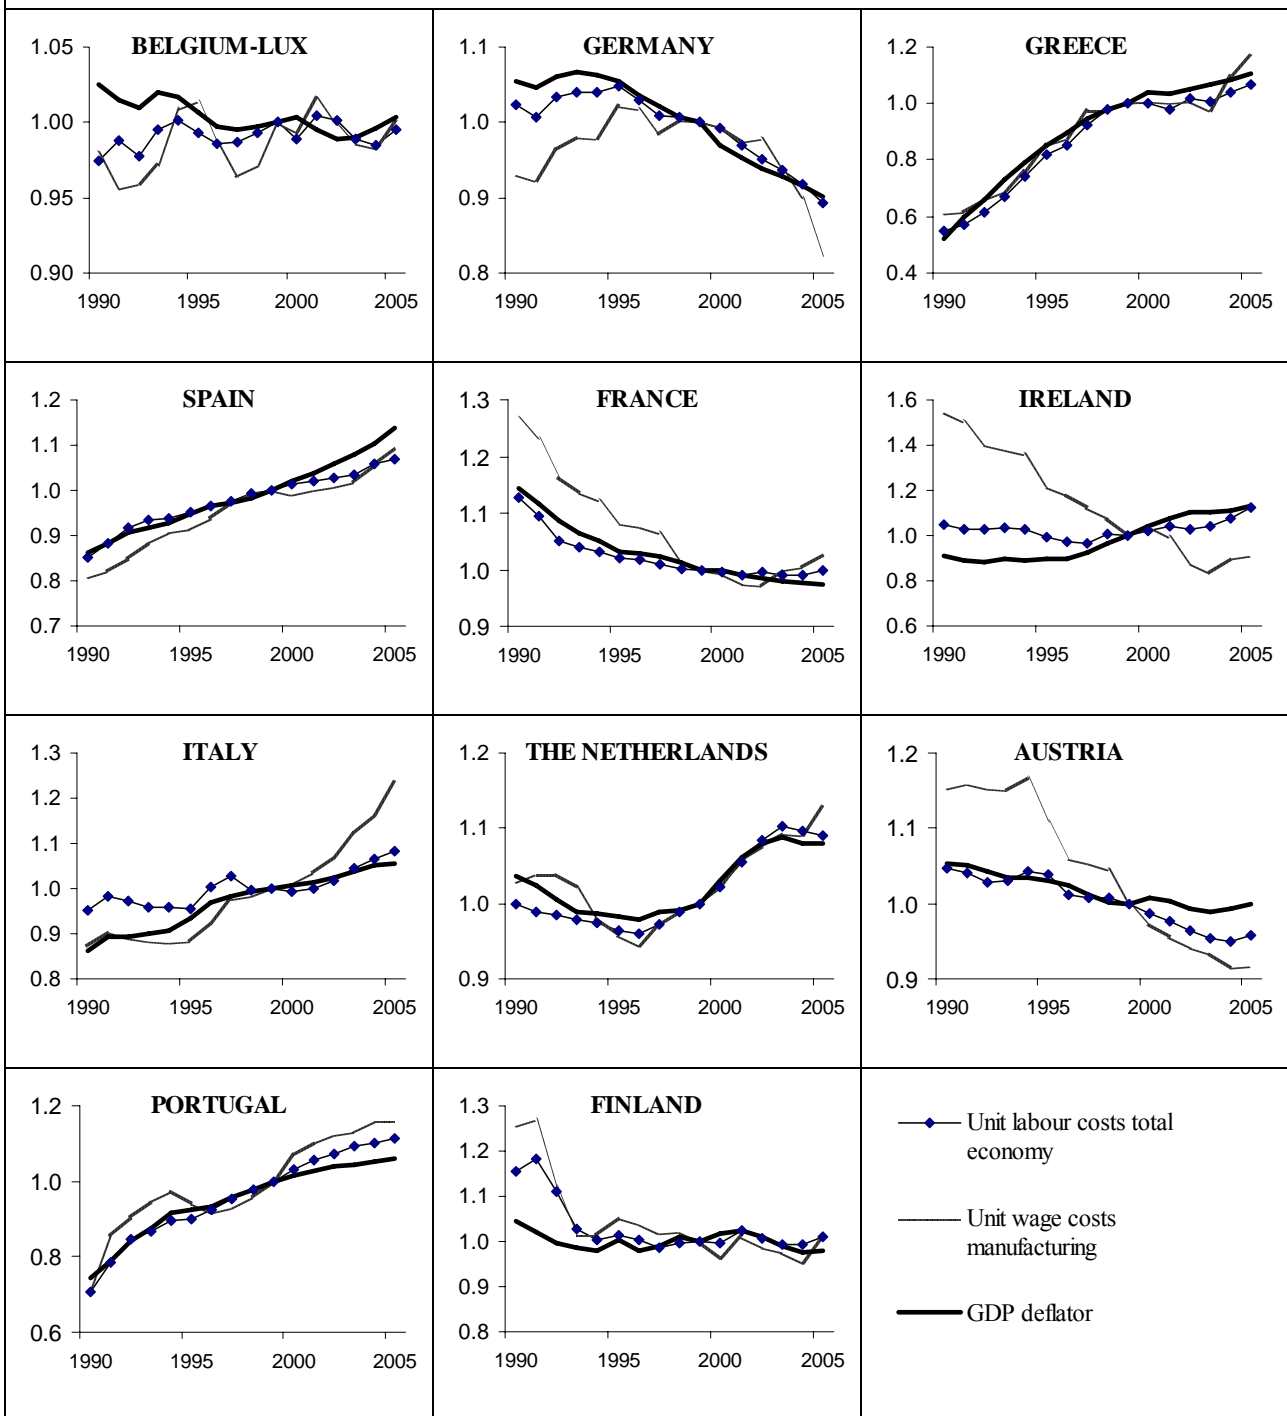 BELGIUM-LUX
1.05
1.00
0.95
0.90
1990 1995 2000 2005
GERMANY
1.1
1.0
0.9
0.8
1990 1995 2000 2005
GREECE
1.2
1.0
0.8
0.6
0.4
1990 1995 2000 2005
SPAIN
1.2
1.1
1.0
0.9
0.8
0.7
1990 1995 2000 2005
FRANCE
1.3
1.2
1.1
1.0
0.9
1990 1995 2000 2005
IRELAND
1.6
1.4
1.2
1.0
0.8
0.6
1990 1995 2000 2005
ITALY
1.3
1.2
1.1
1.0
0.9
0.8
1990 1995 2000 2005
THE NETHERLANDS
1.2
1.1
1.0
0.9
1990 1995 2000 2005
AUSTRIA
1.2
1.1
1.0
0.9
1990 1995 2000 2005
PORTUGAL
1.2
1.0
0.8
0.6
1990 1995 2000 2005
FINLAND
1.3
1.2
1.1
1.0
0.9
0.8
1990 1995 2000 2005
Unit labour costs total
economy
Unit wage costs
manufacturing
GDP deflator